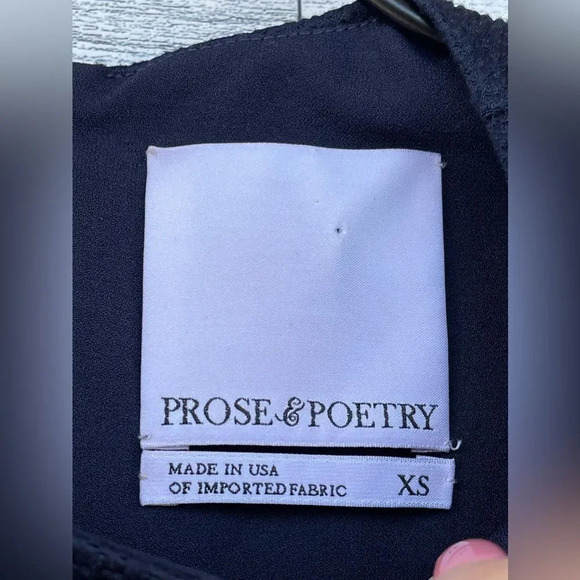 PROSE & POETRY
MADE IN USA
OF IMPORTED FABRIC
XS